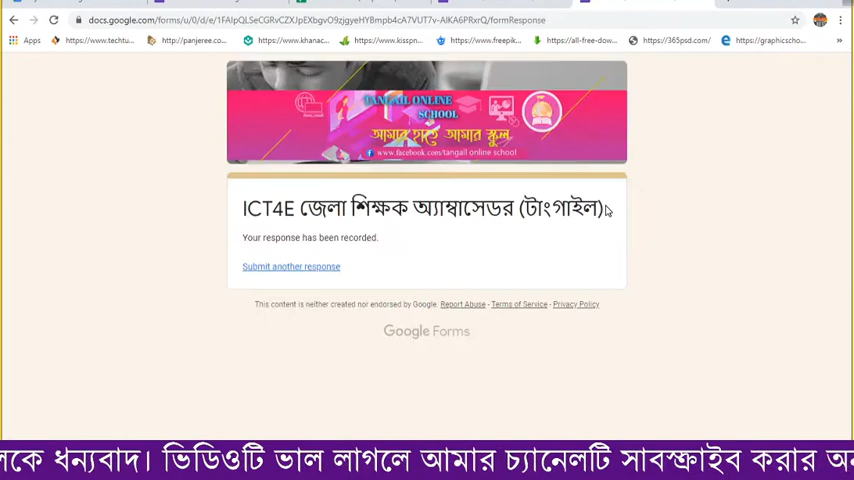 docs.google.com/forms/u/0/d/e/1FAIpQLSeCGRvCZXJpEXbgvO9zjgyeHYBmpb4cA7VUT7v-AlKA6PRxrQ/formResponse
Apps https://www.techtu... http://panjeree.co... https://www.khanac... https://www.kisspn... https://www.freepik... https://all-free-dow... https://365psd.com/ https://graphicscho... »
TANGAIL ONLINE
SCHOOL
আমার হাতে আমার স্কুল
www.facebook.com/tangail online school
ICT4E জেলা শিক্ষক অ্যাম্বাসেডর (টাংগাইল)
Your response has been recorded.
Submit another response
This content is neither created nor endorsed by Google. Report Abuse - Terms of Service - Privacy Policy
Google Forms
লকে ধন্যবাদ। ভিডিওটি ভাল লাগলে আমার চ্যানেলটি সাবস্ক্রাইব করার অন